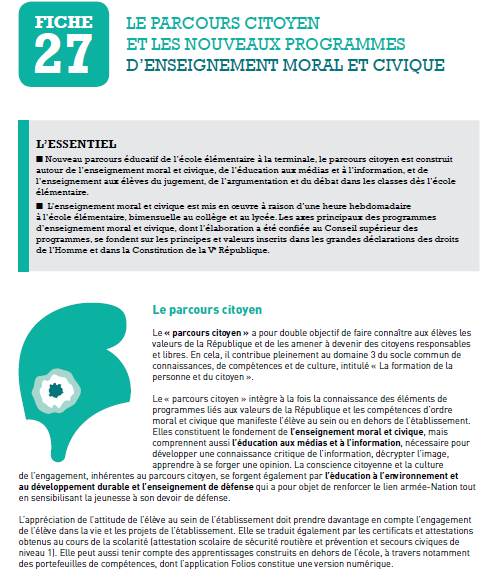 FICHE
27
LE PARCOURS CITOYEN
ET LES NOUVEAUX PROGRAMMES
D'ENSEIGNEMENT MORAL ET CIVIQUE
L'ESSENTIEL
■ Nouveau parcours éducatif de l'école élémentaire à la terminale, le parcours citoyen est construit
autour de l'enseignement moral et civique, de l'éducation aux médias et à l'information, et de
l'enseignement aux élèves du jugement, de l'argumentation et du débat dans les classes dès l'école
élémentaire.
■ L'enseignement moral et civique est mis en œuvre à raison d'une heure hebdomadaire
à l'école élémentaire, bimensuelle au collège et au lycée. Les axes principaux des programmes
d'enseignement moral et civique, dont l'élaboration a été confiée au Conseil supérieur des
programmes, se fondent sur les principes et valeurs inscrits dans les grandes déclarations des droits
de l'Homme et dans la Constitution de la Ve République.
Le parcours citoyen
Le « parcours citoyen » a pour double objectif de faire connaître aux élèves les
valeurs de la République et de les amener à devenir des citoyens responsables
et libres. En cela, il contribue pleinement au domaine 3 du socle commun de
connaissances, de compétences et de culture, intitulé « La formation de la
personne et du citoyen ».
Le « parcours citoyen » intègre à la fois la connaissance des éléments de
programmes liés aux valeurs de la République et les compétences d'ordre
moral et civique que manifeste l'élève au sein ou en dehors de l'établissement.
Elles constituent le fondement de l'enseignement moral et civique, mais
comprennent aussi l'éducation aux médias et à l'information, nécessaire pour
développer une connaissance critique de l'information, décrypter l'image,
apprendre à se forger une opinion. La conscience citoyenne et la culture
de l'engagement, inhérentes au parcours citoyen, se forgent également par l'éducation à l'environnement et
au développement durable et l'enseignement de défense qui a pour objet de renforcer le lien armée-Nation tout
en sensibilisant la jeunesse à son devoir de défense.
L'appréciation de l'attitude de l'élève au sein de l'établissement doit prendre davantage en compte l'engagement
de l'élève dans la vie et les projets de l'établissement. Elle se traduit également par les certificats et attestations
obtenus au cours de la scolarité (attestation scolaire de sécurité routière et prévention et secours civiques de
niveau 1). Elle peut aussi tenir compte des apprentissages construits en dehors de l'école, à travers notamment
des portefeuilles de compétences, dont l'application Folios constitue une version numérique.